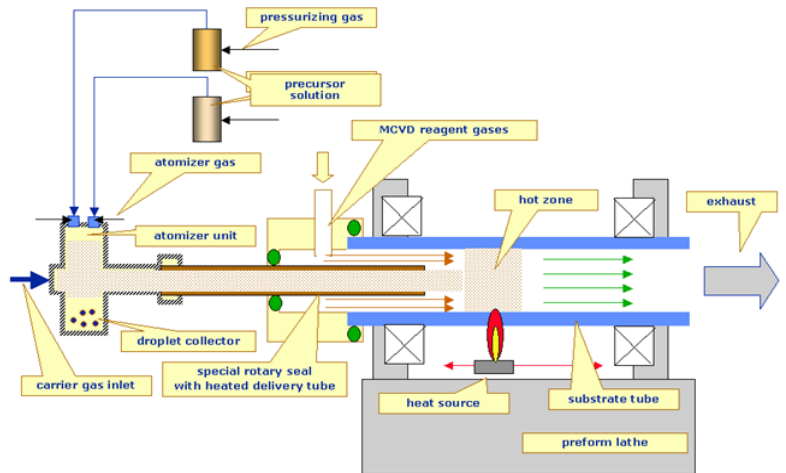 pressurizing gas
precursor
solution
MCVD reagent gases
atomizer gas
hot zone
exhaust
atomizer unit
droplet collector
carrier gas inlet
special rotary seal
with heated delivery tube
heat source
substrate tube
preform lathe